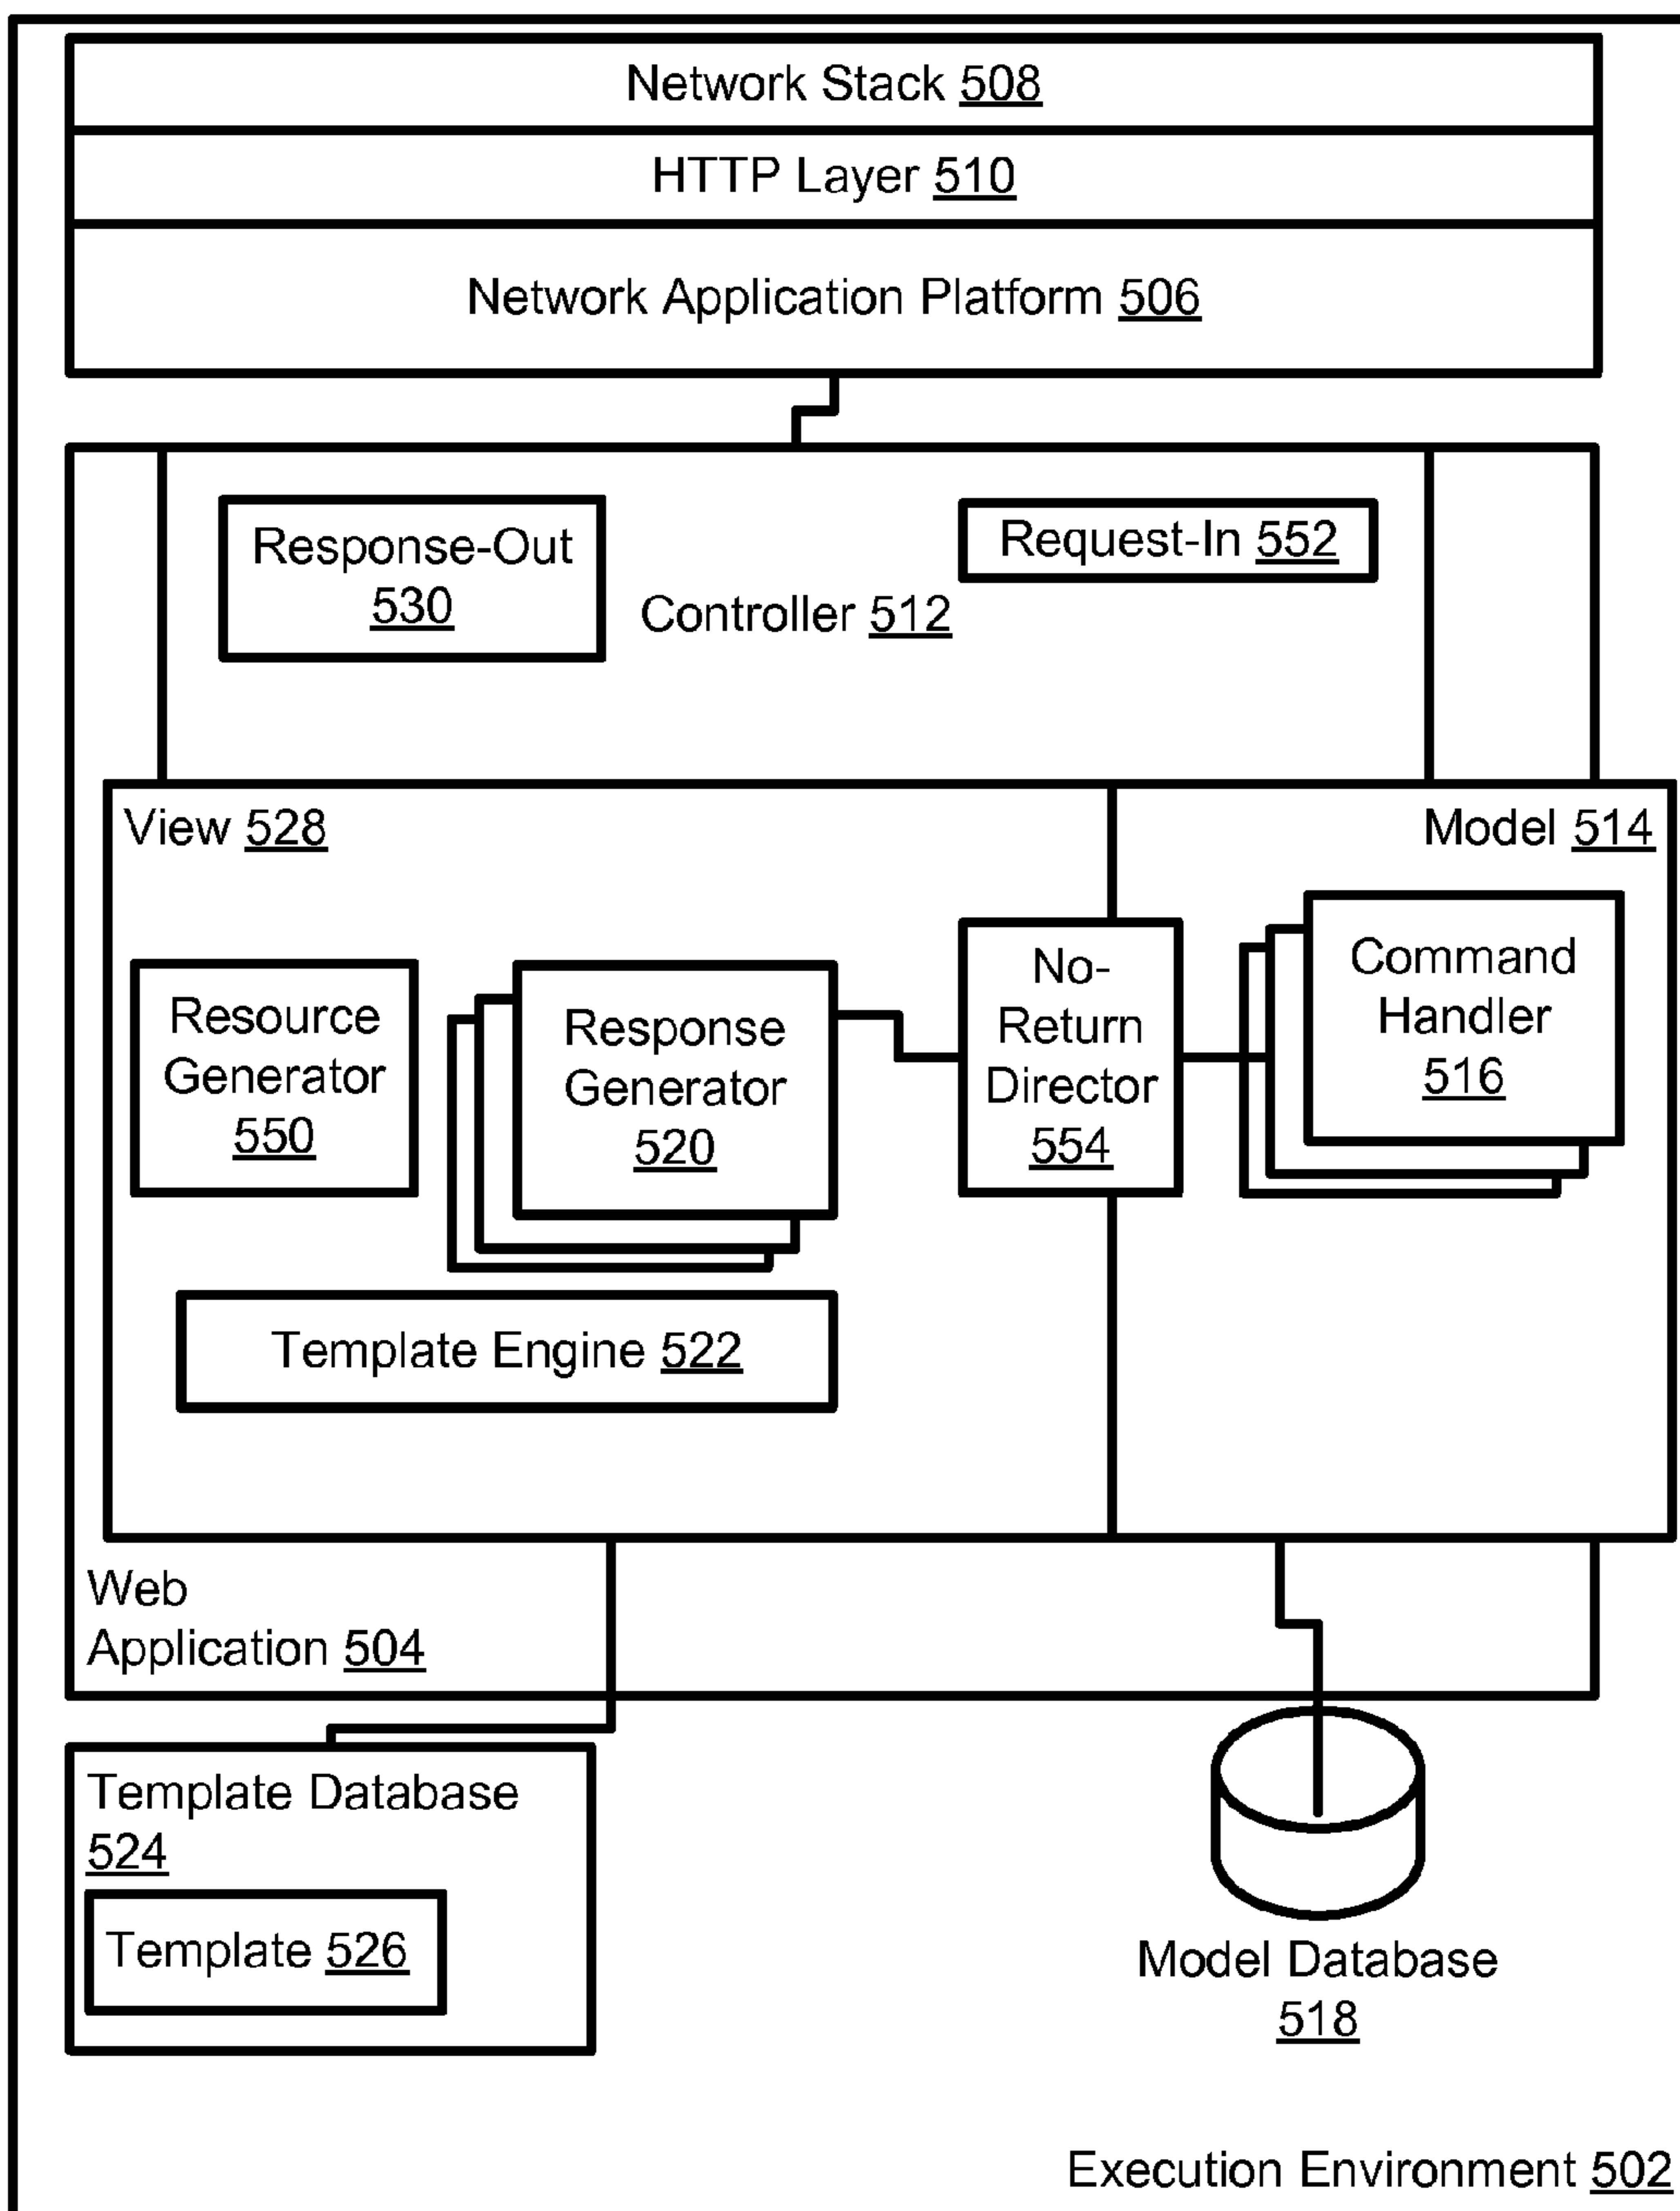 Network Stack 508
HTTP Layer 510
Network Application Platform 506
Response-Out
530
Request-In 552
Controller 512
View 528
Model 514
Resource
Generator
550
Response
Generator
520
No-
Return
Director
554
Command
Handler
516
Template Engine 522
Web
Application 504
Template Database
524
Template 526
Model Database
518
Execution Environment 502